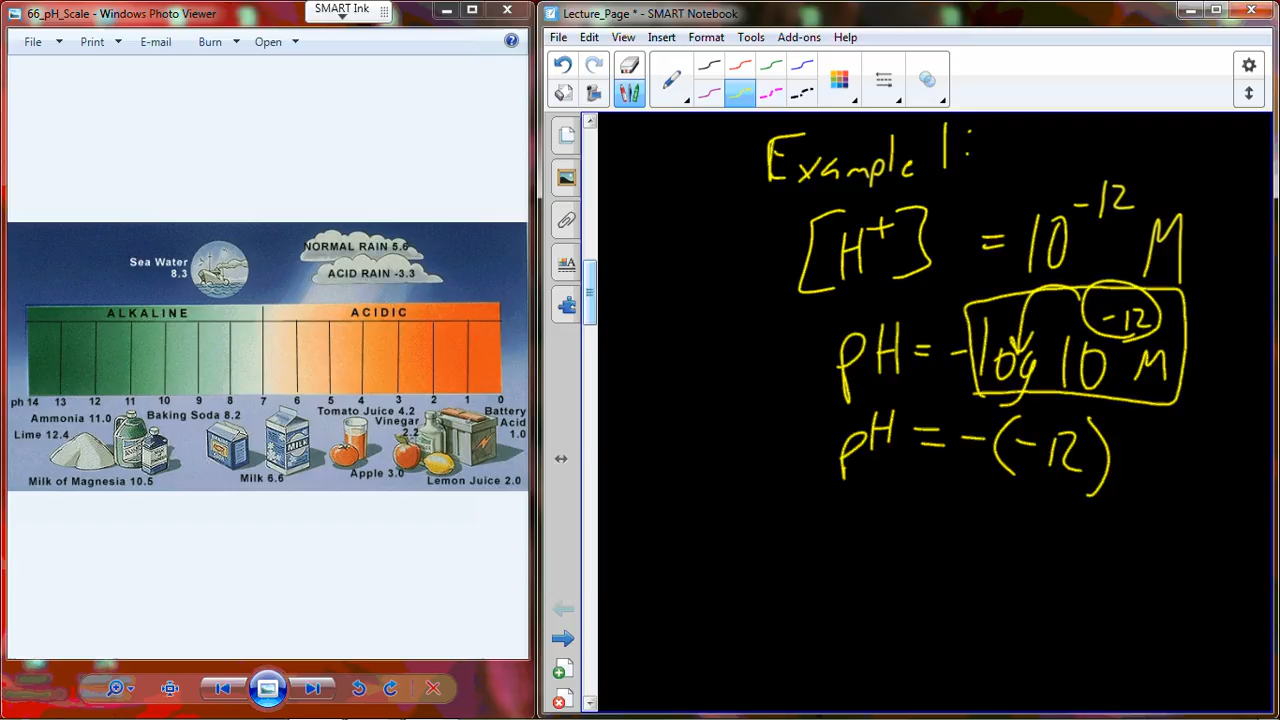 66_pH_Scale - Windows Photo Viewer
SMART Ink
File Print E-mail Burn Open
Sea Water
8.3
NORMAL RAIN 5.6
ACID RAIN -3.3
ALKALINE ACIDIC
ph 14 13 12 11 10 9 8 7 6 5 4 3 2 1 0
Ammonia 11.0
Baking Soda 8.2
Tomato Juice 4.2
Vinegar
2.2
Battery
Acid
1.0
Lime 12.4
MILK
Milk of Magnesia 10.5
Milk 6.6
Apple 3.0
Lemon Juice 2.0
Lecture_Page * - SMART Notebook
File Edit View Insert Format Tools Add-ons Help
Example 1:
[H⁺] = 10⁻¹² M
pH = -log 10⁻¹² M
pH = -(-12)